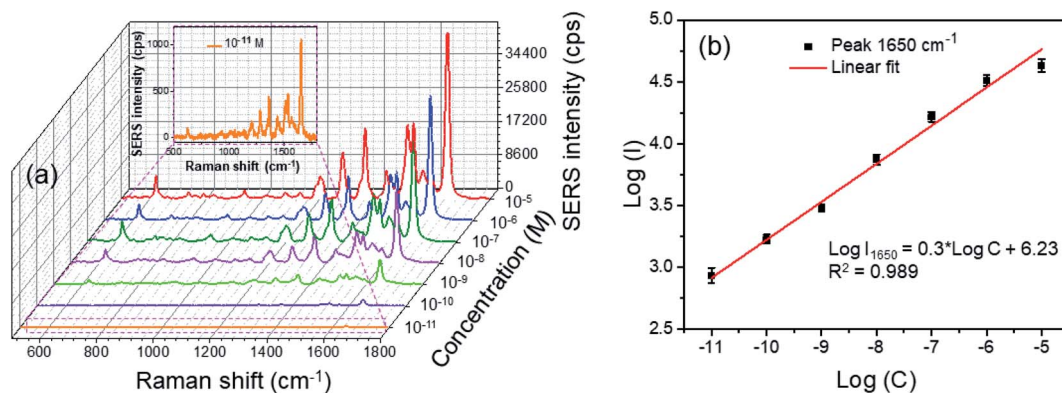 (a)
10⁻¹¹ M
SERS intensity (cps)
1000
500
0
500
1000
1500
Raman shift (cm⁻¹)
34400
25800
17200
8600
0
SERS intensity (cps)
10⁻⁵
10⁻⁶
10⁻⁷
10⁻⁸
10⁻⁹
10⁻¹⁰
10⁻¹¹
Concentration (M)
600 800 1000 1200 1400 1600 1800
Raman shift (cm⁻¹)
(b)
Peak 1650 cm⁻¹
Linear fit
5.0
4.5
4.0
3.5
3.0
2.5
Log (I)
Log I₁₆₅₀ = 0.3*Log C + 6.23
R² = 0.989
-11 -10 -9 -8 -7 -6 -5
Log (C)